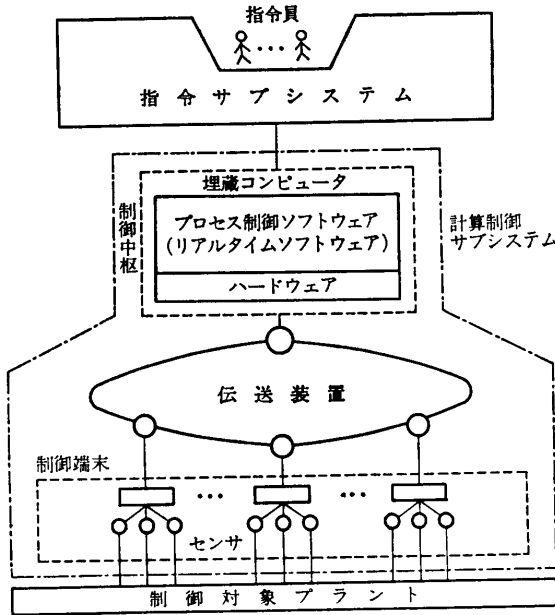 指令員
指令サブシステム
埋蔵コンピュータ
制御中枢
プロセス制御ソフトウェア
(リアルタイムソフトウェア)
ハードウェア
計算制御
サブシステム
伝送装置
制御端末
センサ
制御対象プラント